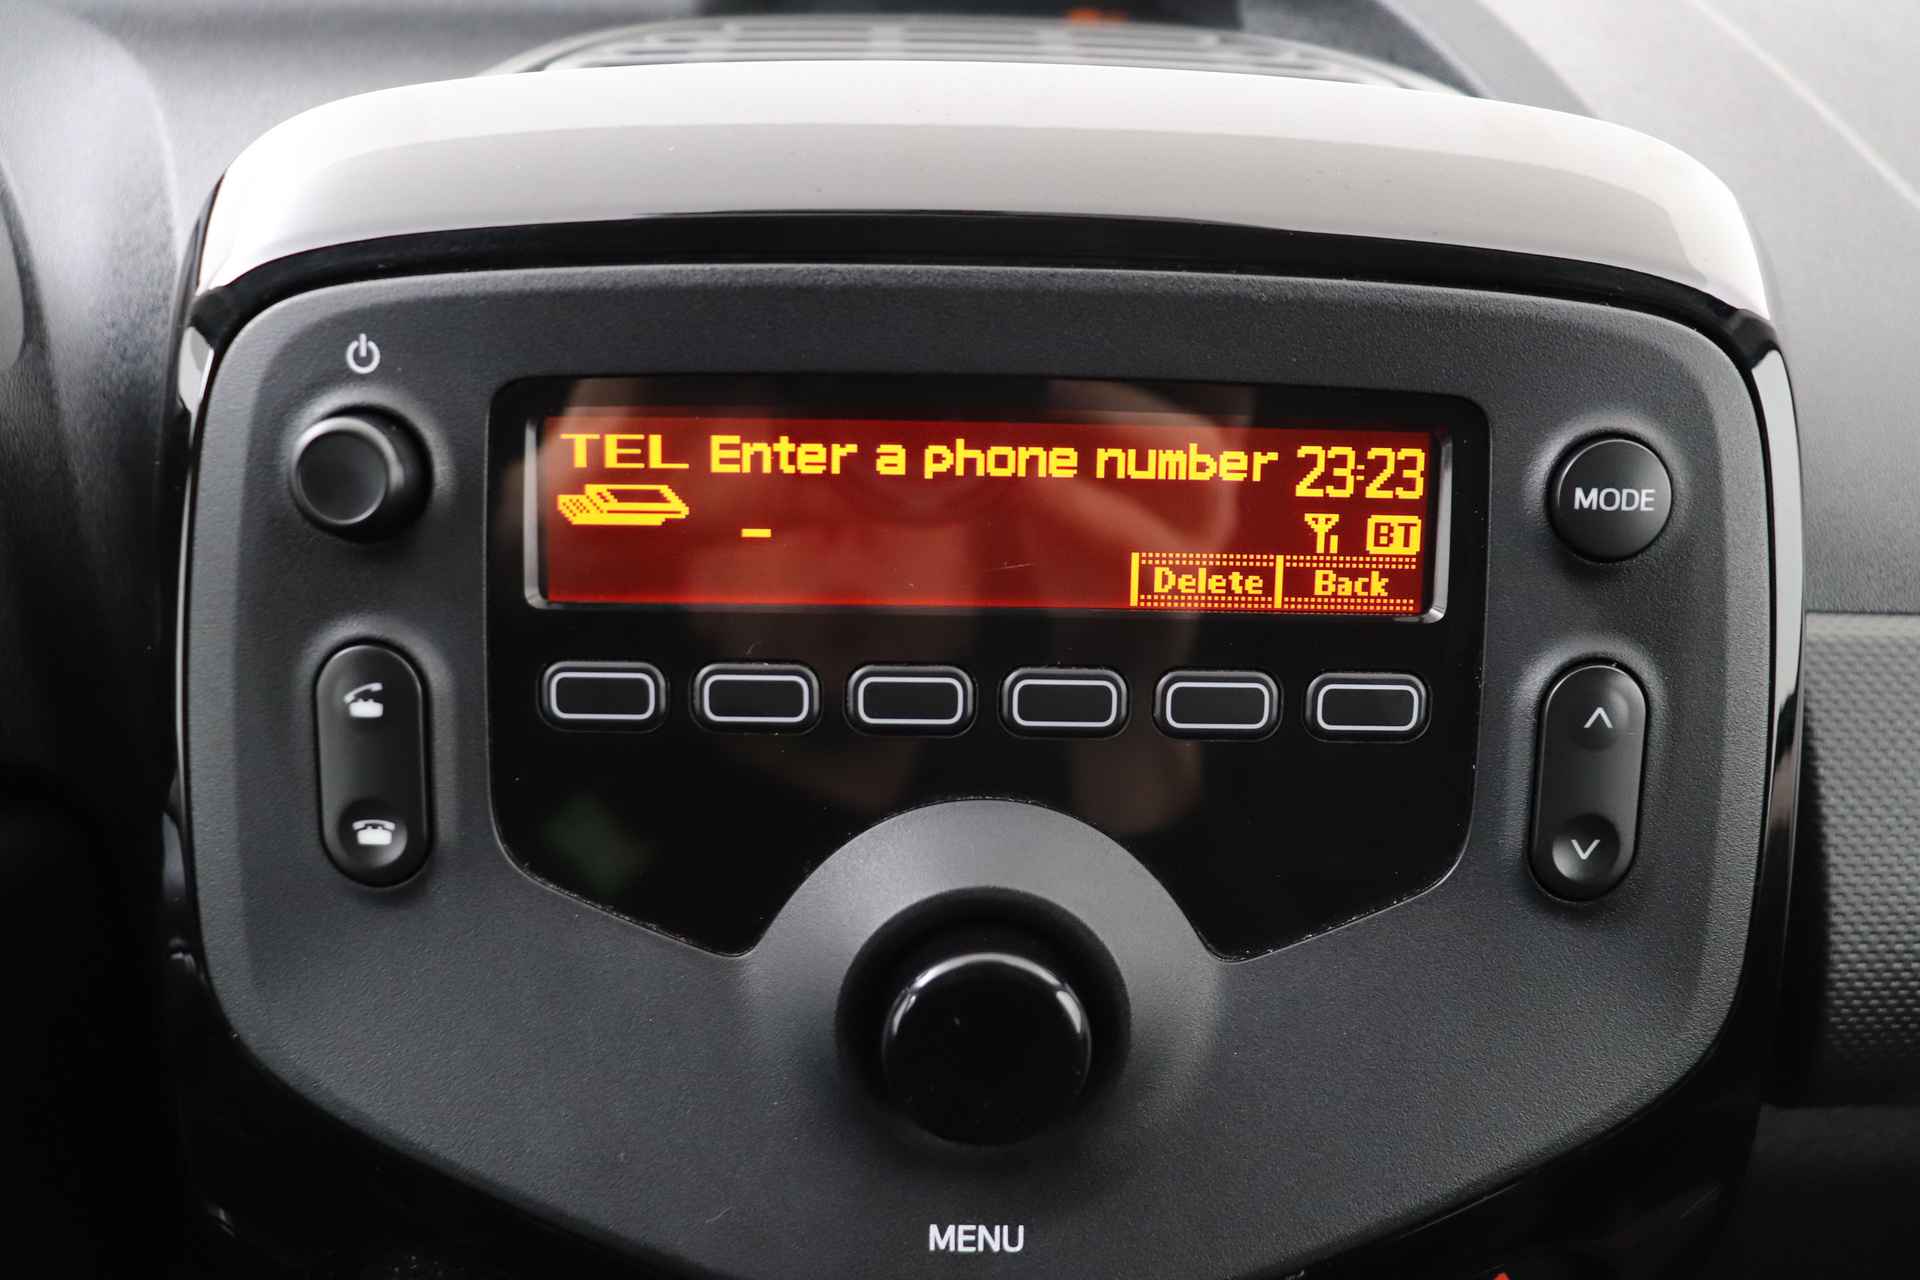 TEL Enter a phone number 23:23
BT
Delete Back
MODE
MENU